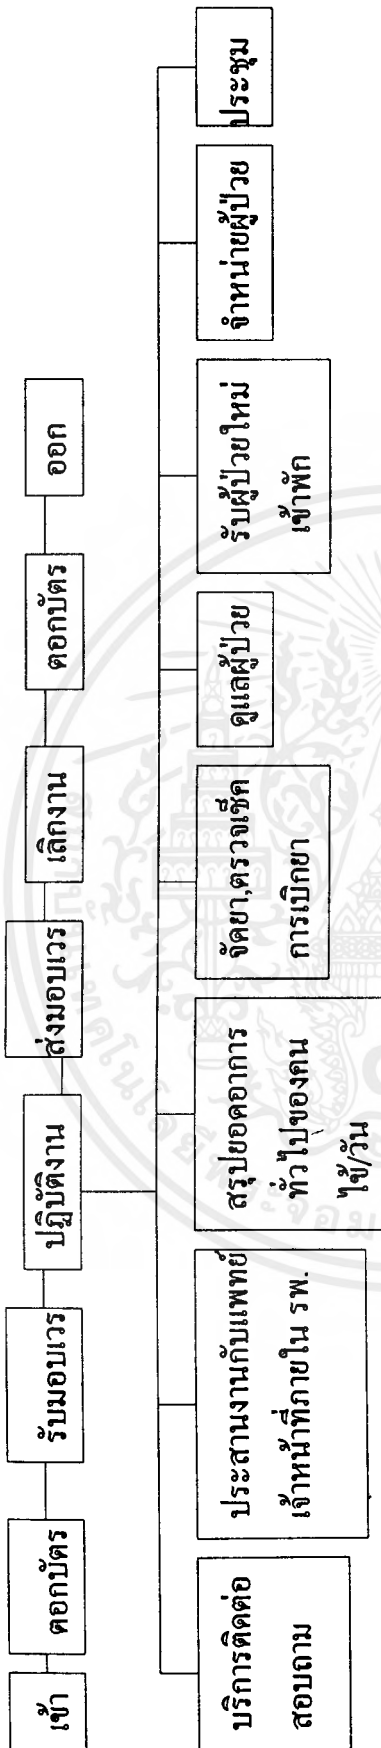 เข้า
ตอกบัตร
รับมอบเวร
ปฏิบัติงาน
ส่งมอบเวร
เลิกงาน
ตอกบัตร
ออก
บริการติดต่อ
สอบถาม
ประสานงานกับแพทย์
เจ้าหน้าที่ภายใน รพ.
สรุปยอดอาการ
ทั่วไปของคน
ไข้/วัน
จัดยา,ตรวจเช็ค
การเบิกยา
ดูแลผู้ป่วย
รับผู้ป่วยใหม่
เข้าพัก
จำหน่ายผู้ป่วย
ประชุม